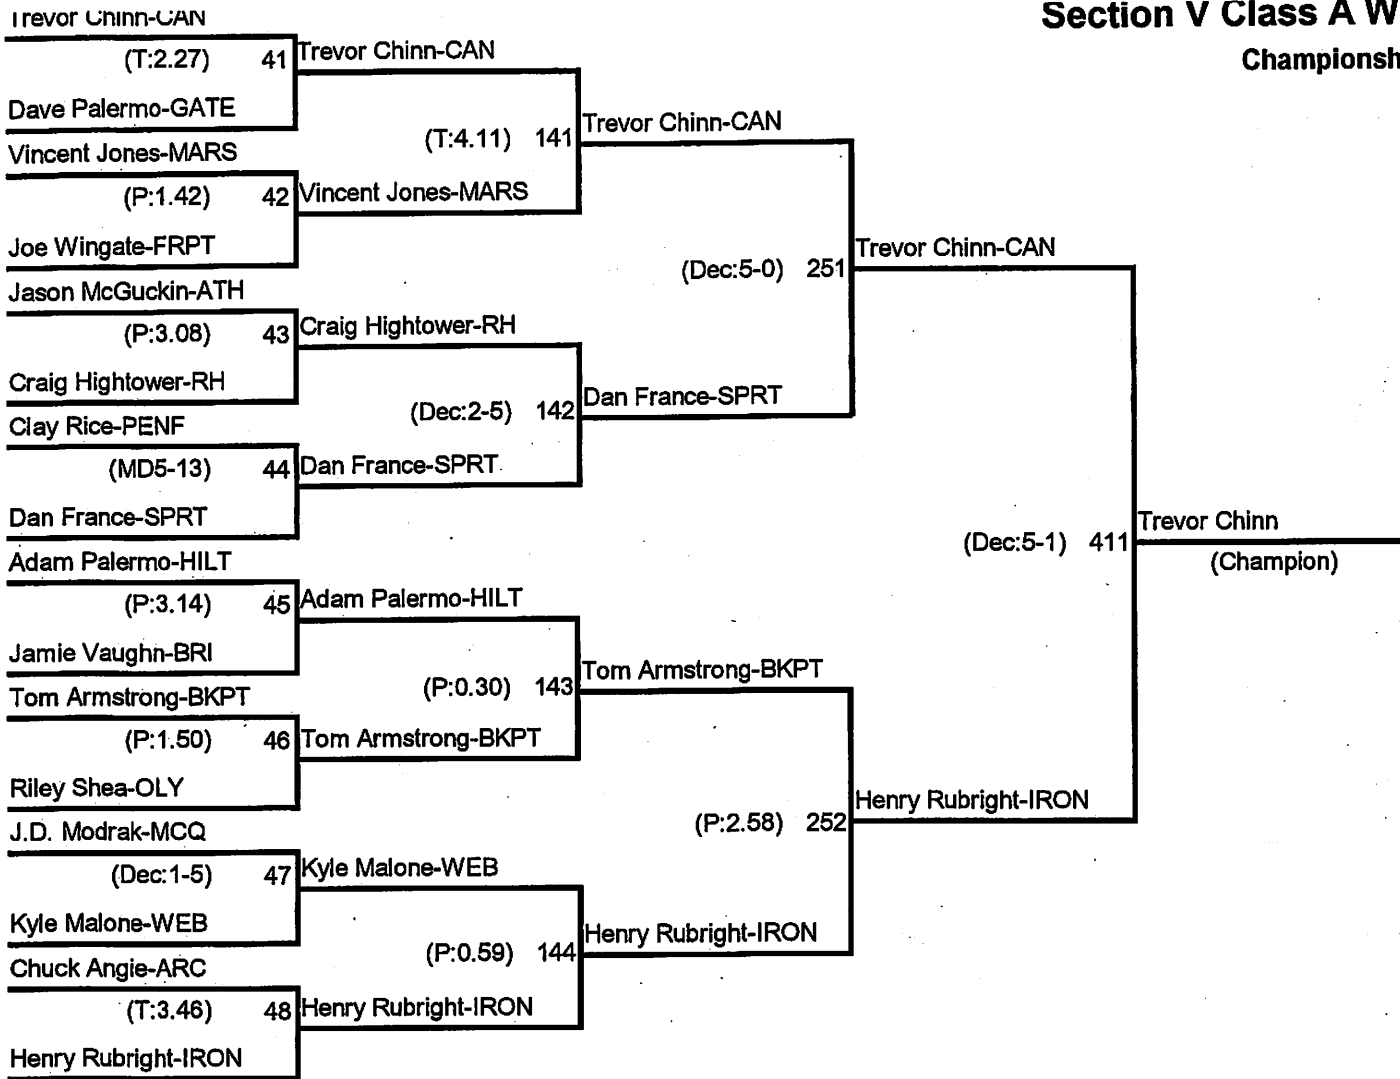 Section V Class A W
Championsh
Trevor Chinn-CAN
(T:2.27) 41
Dave Palermo-GATE
Vincent Jones-MARS
(P:1.42) 42
Joe Wingate-FRPT
Jason McGuckin-ATH
(P:3.08) 43
Craig Hightower-RH
Clay Rice-PENF
(MD5-13) 44
Dan France-SPRT
Adam Palermo-HILT
(P:3.14) 45
Jamie Vaughn-BRI
Tom Armstrong-BKPT
(P:1.50) 46
Riley Shea-OLY
J.D. Modrak-MCQ
(Dec:1-5) 47
Kyle Malone-WEB
Chuck Angie-ARC
(T:3.46) 48
Henry Rubright-IRON
Trevor Chinn-CAN
(T:4.11) 141
Vincent Jones-MARS
Craig Hightower-RH
(Dec:2-5) 142
Dan France-SPRT
Adam Palermo-HILT
(P:0.30) 143
Tom Armstrong-BKPT
Kyle Malone-WEB
(P:0.59) 144
Henry Rubright-IRON
Trevor Chinn-CAN
(Dec:5-0) 251
Dan France-SPRT
Tom Armstrong-BKPT
(P:2.58) 252
Henry Rubright-IRON
Trevor Chinn-CAN
(Dec:5-1) 411
Henry Rubright-IRON
Trevor Chinn
(Champion)